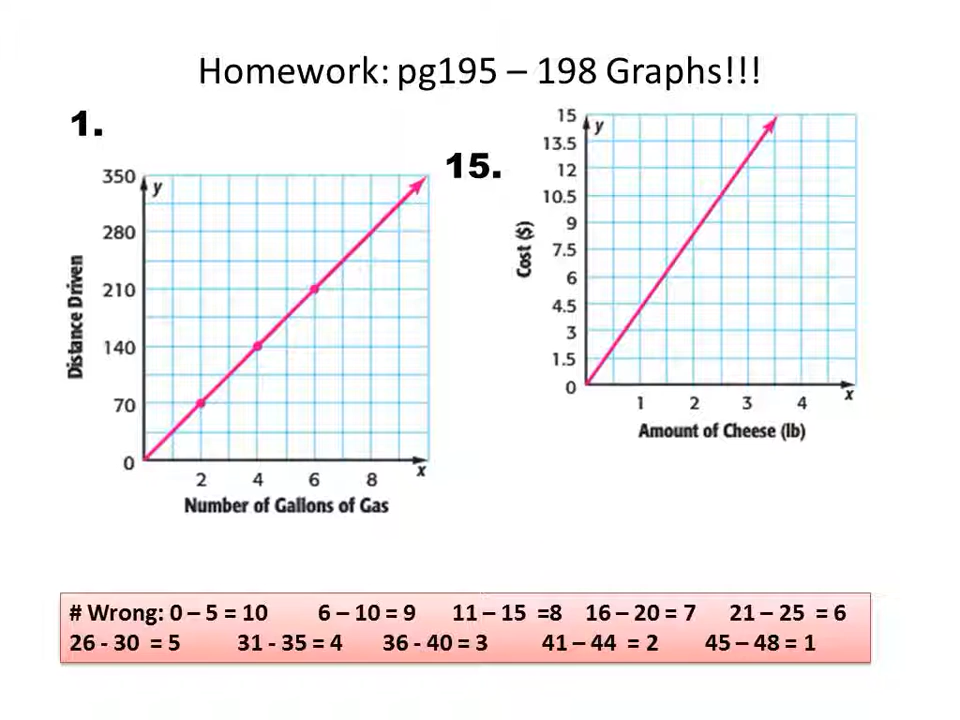 Homework: pg195 – 198 Graphs!!!
1.
350
y
280
210
140
70
0
2 4 6 8 x
Distance Driven
Number of Gallons of Gas
15.
15
y
13.5
12
10.5
9
7.5
6
4.5
3
1.5
0
1 2 3 4 x
Cost ($)
Amount of Cheese (lb)
# Wrong: 0 – 5 = 10 6 – 10 = 9 11 – 15 =8 16 – 20 = 7 21 – 25 = 6
26 - 30 = 5 31 - 35 = 4 36 - 40 = 3 41 – 44 = 2 45 – 48 = 1